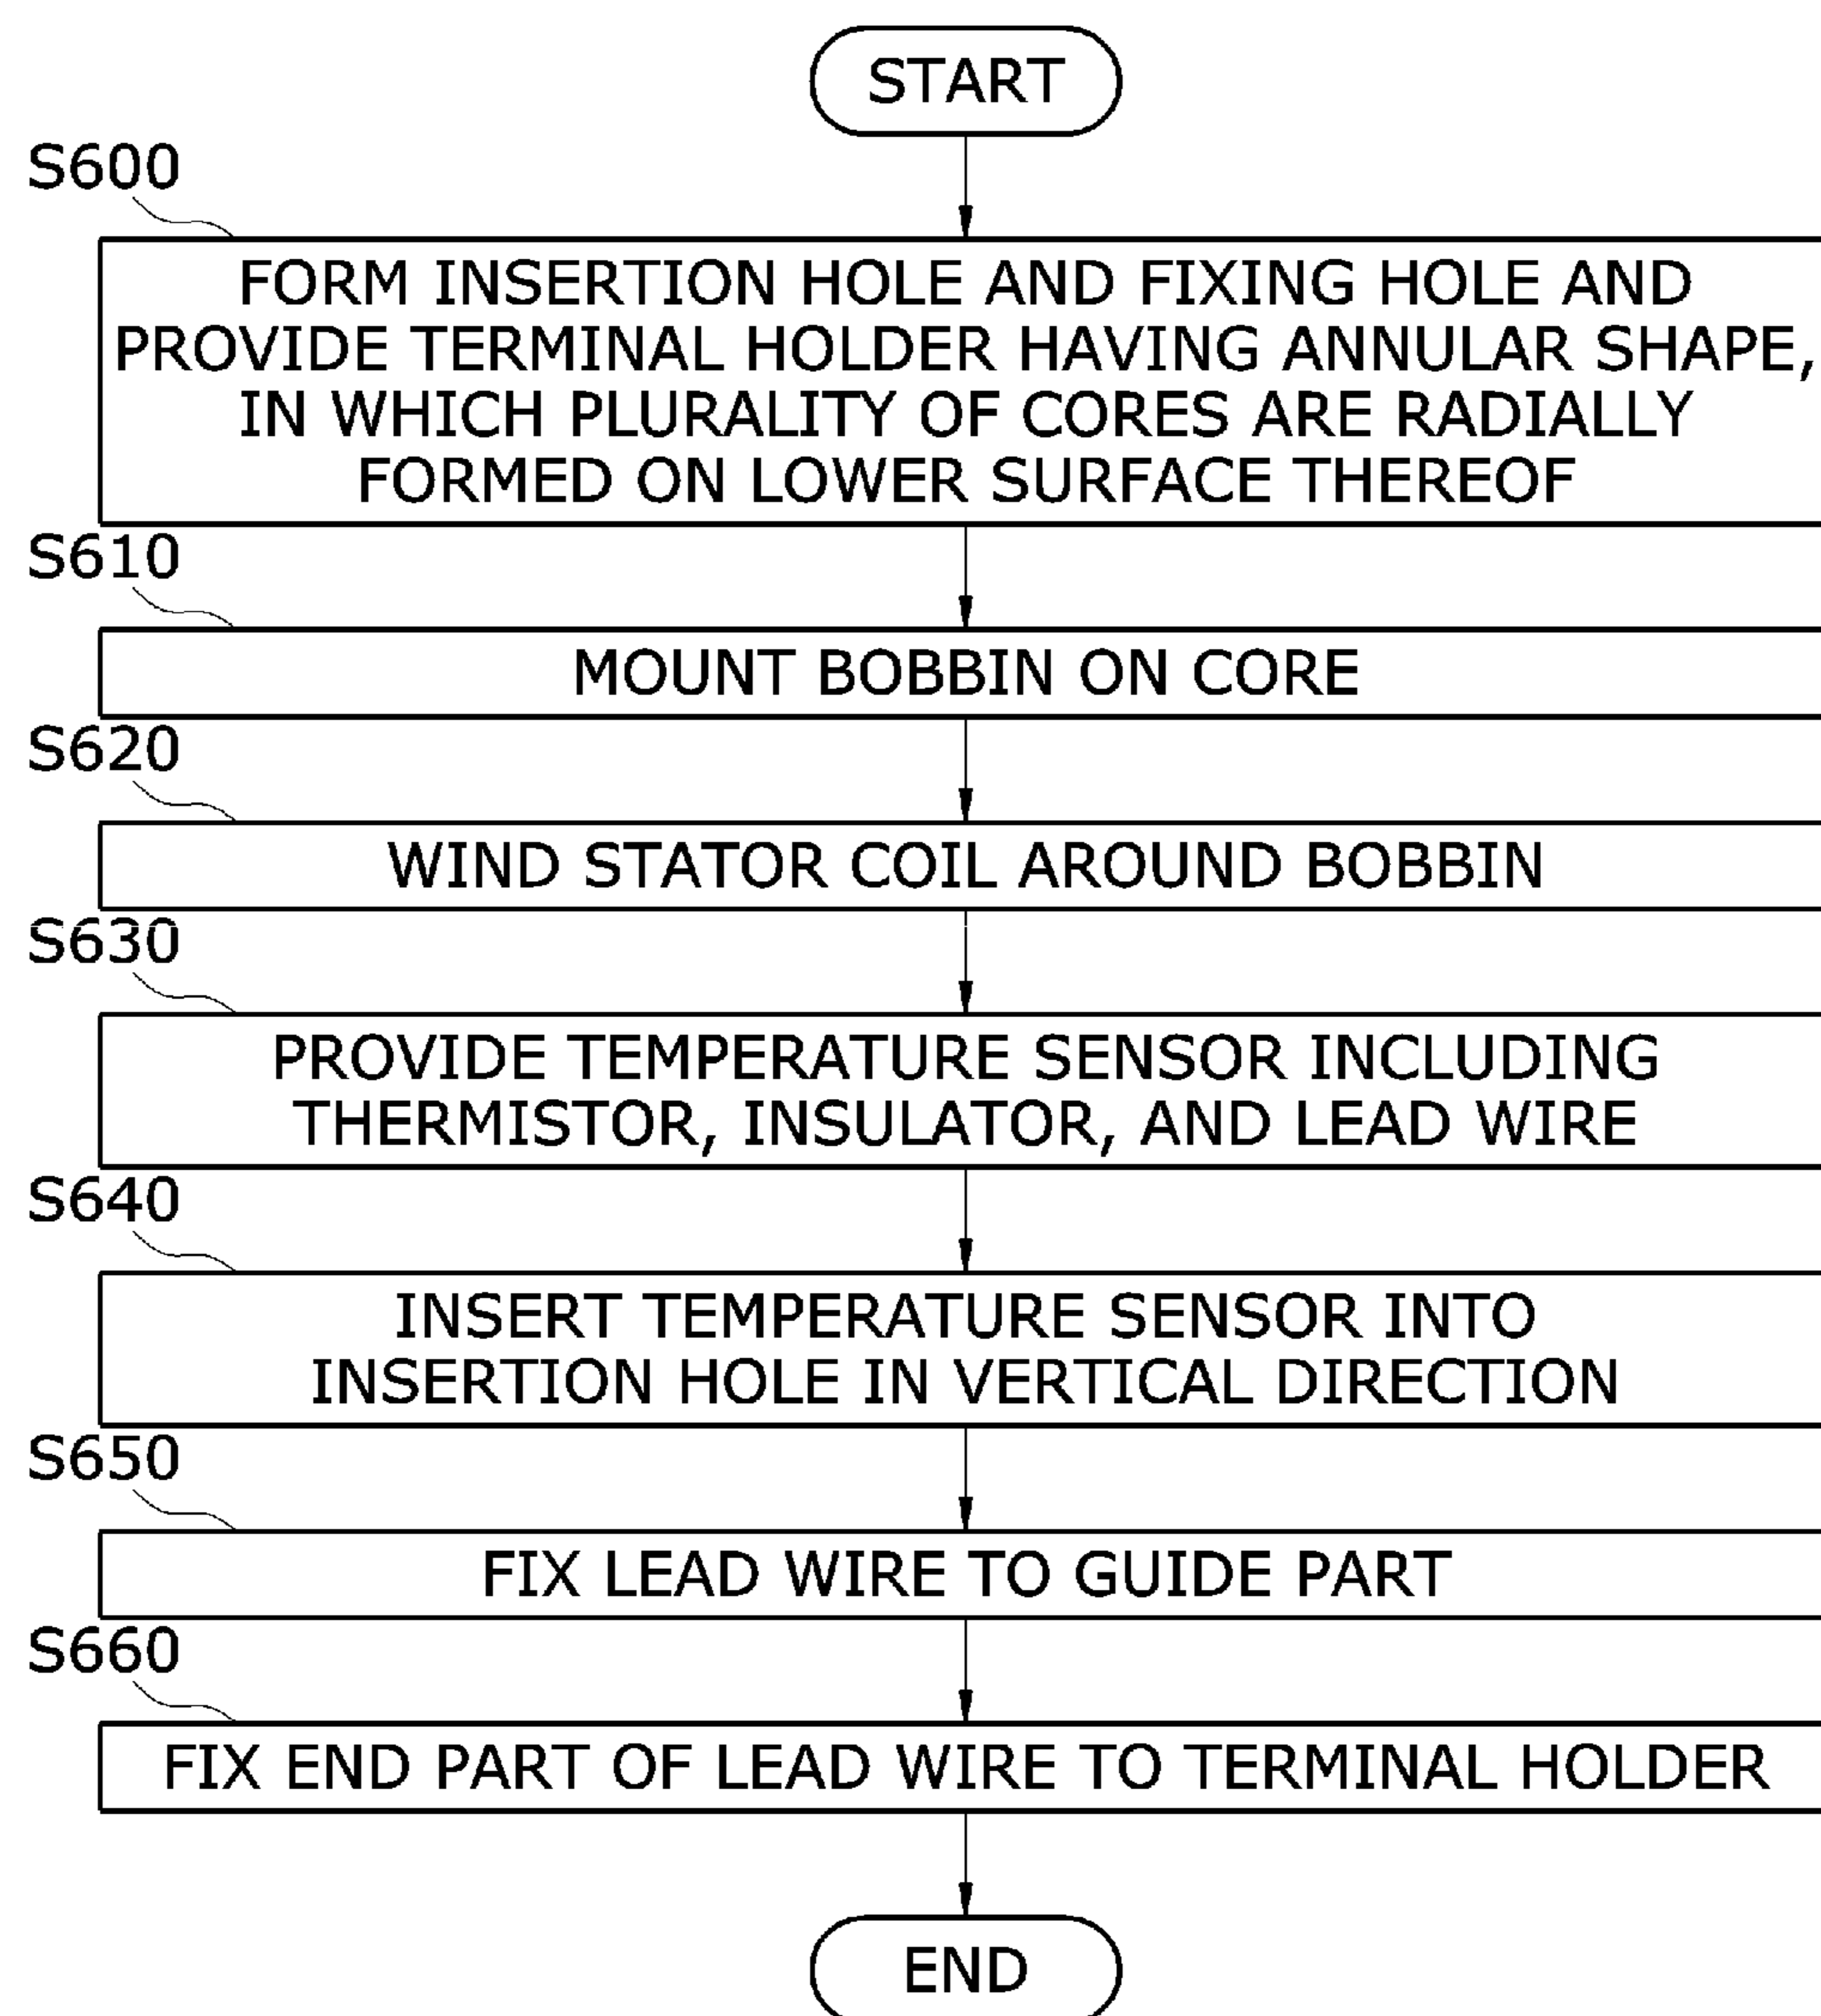 START
S600
FORM INSERTION HOLE AND FIXING HOLE AND
PROVIDE TERMINAL HOLDER HAVING ANNULAR SHAPE,
IN WHICH PLURALITY OF CORES ARE RADIALLY
FORMED ON LOWER SURFACE THEREOF
S610
MOUNT BOBBIN ON CORE
S620
WIND STATOR COIL AROUND BOBBIN
S630
PROVIDE TEMPERATURE SENSOR INCLUDING
THERMISTOR, INSULATOR, AND LEAD WIRE
S640
INSERT TEMPERATURE SENSOR INTO
INSERTION HOLE IN VERTICAL DIRECTION
S650
FIX LEAD WIRE TO GUIDE PART
S660
FIX END PART OF LEAD WIRE TO TERMINAL HOLDER
END